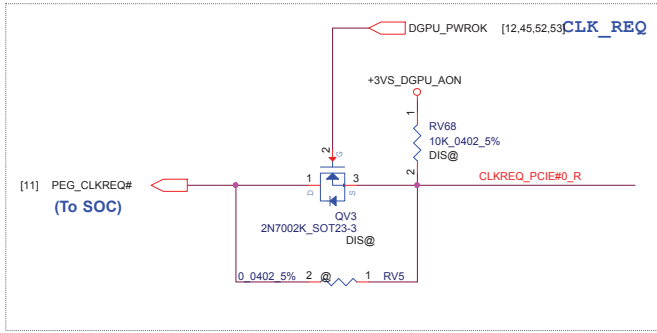 DGPU_PWROK [12,45,52,53] CLK_REQ
+3VS_DGPU_AON
1
RV68
10K_0402_5%
DIS@
2
2
G
[11] PEG_CLKREQ#
1
3
CLKREQ_PCIE#0_R
D
S
(To SOC)
QV3
2N7002K_SOT23-3
DIS@
0_0402_5% 2 @ 1 RV5